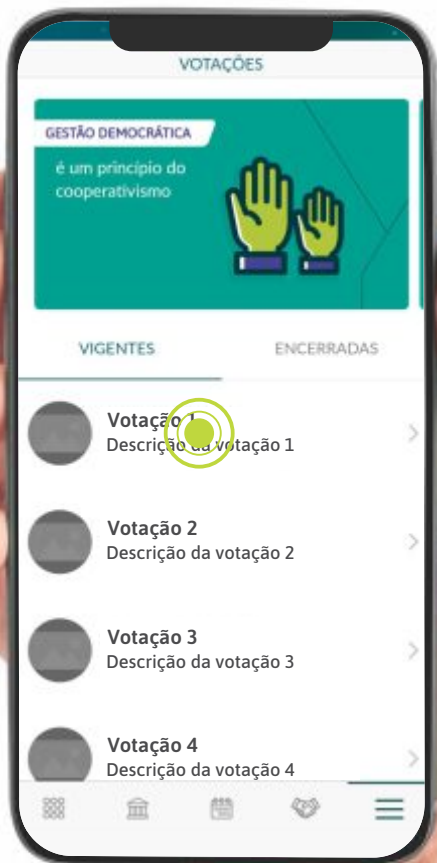 VOTAÇÕES
GESTÃO DEMOCRÁTICA
é um princípio do
cooperativismo
VIGENTES
ENCERRADAS
Votação 1
Descrição da votação 1
Votação 2
Descrição da votação 2
Votação 3
Descrição da votação 3
Votação 4
Descrição da votação 4